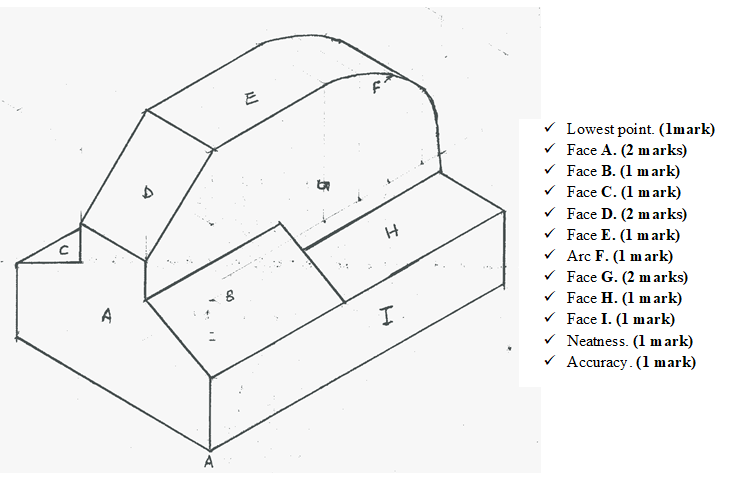 E
F
D
G
H
C
B
A
I
A
✓ Lowest point. (1mark)
✓ Face A. (2 marks)
✓ Face B. (1 mark)
✓ Face C. (1 mark)
✓ Face D. (2 marks)
✓ Face E. (1 mark)
✓ Arc F. (1 mark)
✓ Face G. (2 marks)
✓ Face H. (1 mark)
✓ Face I. (1 mark)
✓ Neatness. (1 mark)
✓ Accuracy. (1 mark)